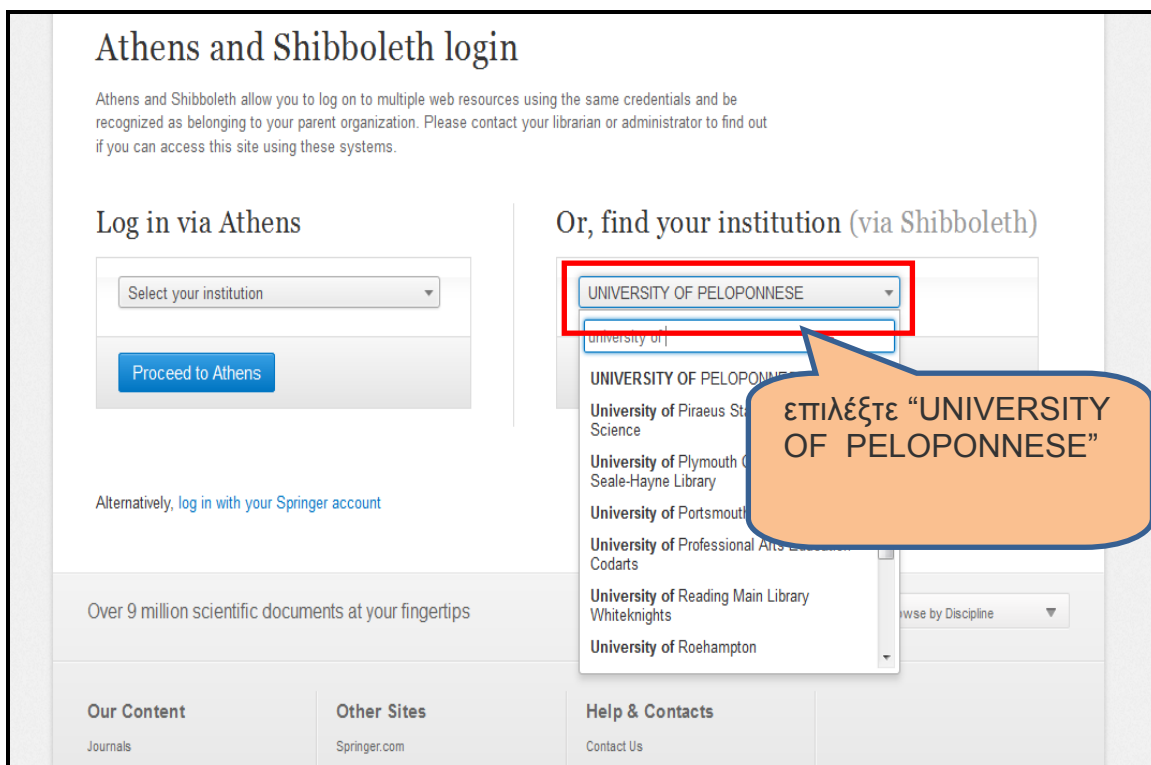 Athens and Shibboleth login
Athens and Shibboleth allow you to log on to multiple web resources using the same credentials and be
recognized as belonging to your parent organization. Please contact your librarian or administrator to find out
if you can access this site using these systems.
Log in via Athens
Select your institution
Proceed to Athens
Or, find your institution (via Shibboleth)
UNIVERSITY OF PELOPONNESE
university of
UNIVERSITY OF PELOPONNESE
University of Piraeus
Science
University of Plymouth
Seale-Hayne Library
University of Portsmouth
University of Professional Arts Education
Codarts
University of Reading Main Library
Whiteknights
University of Roehampton
επιλέξτε “UNIVERSITY
OF PELOPONNESE”
Alternatively, log in with your Springer account
Over 9 million scientific documents at your fingertips
by Discipline
Our Content
Journals
Other Sites
Springer.com
Help & Contacts
Contact Us